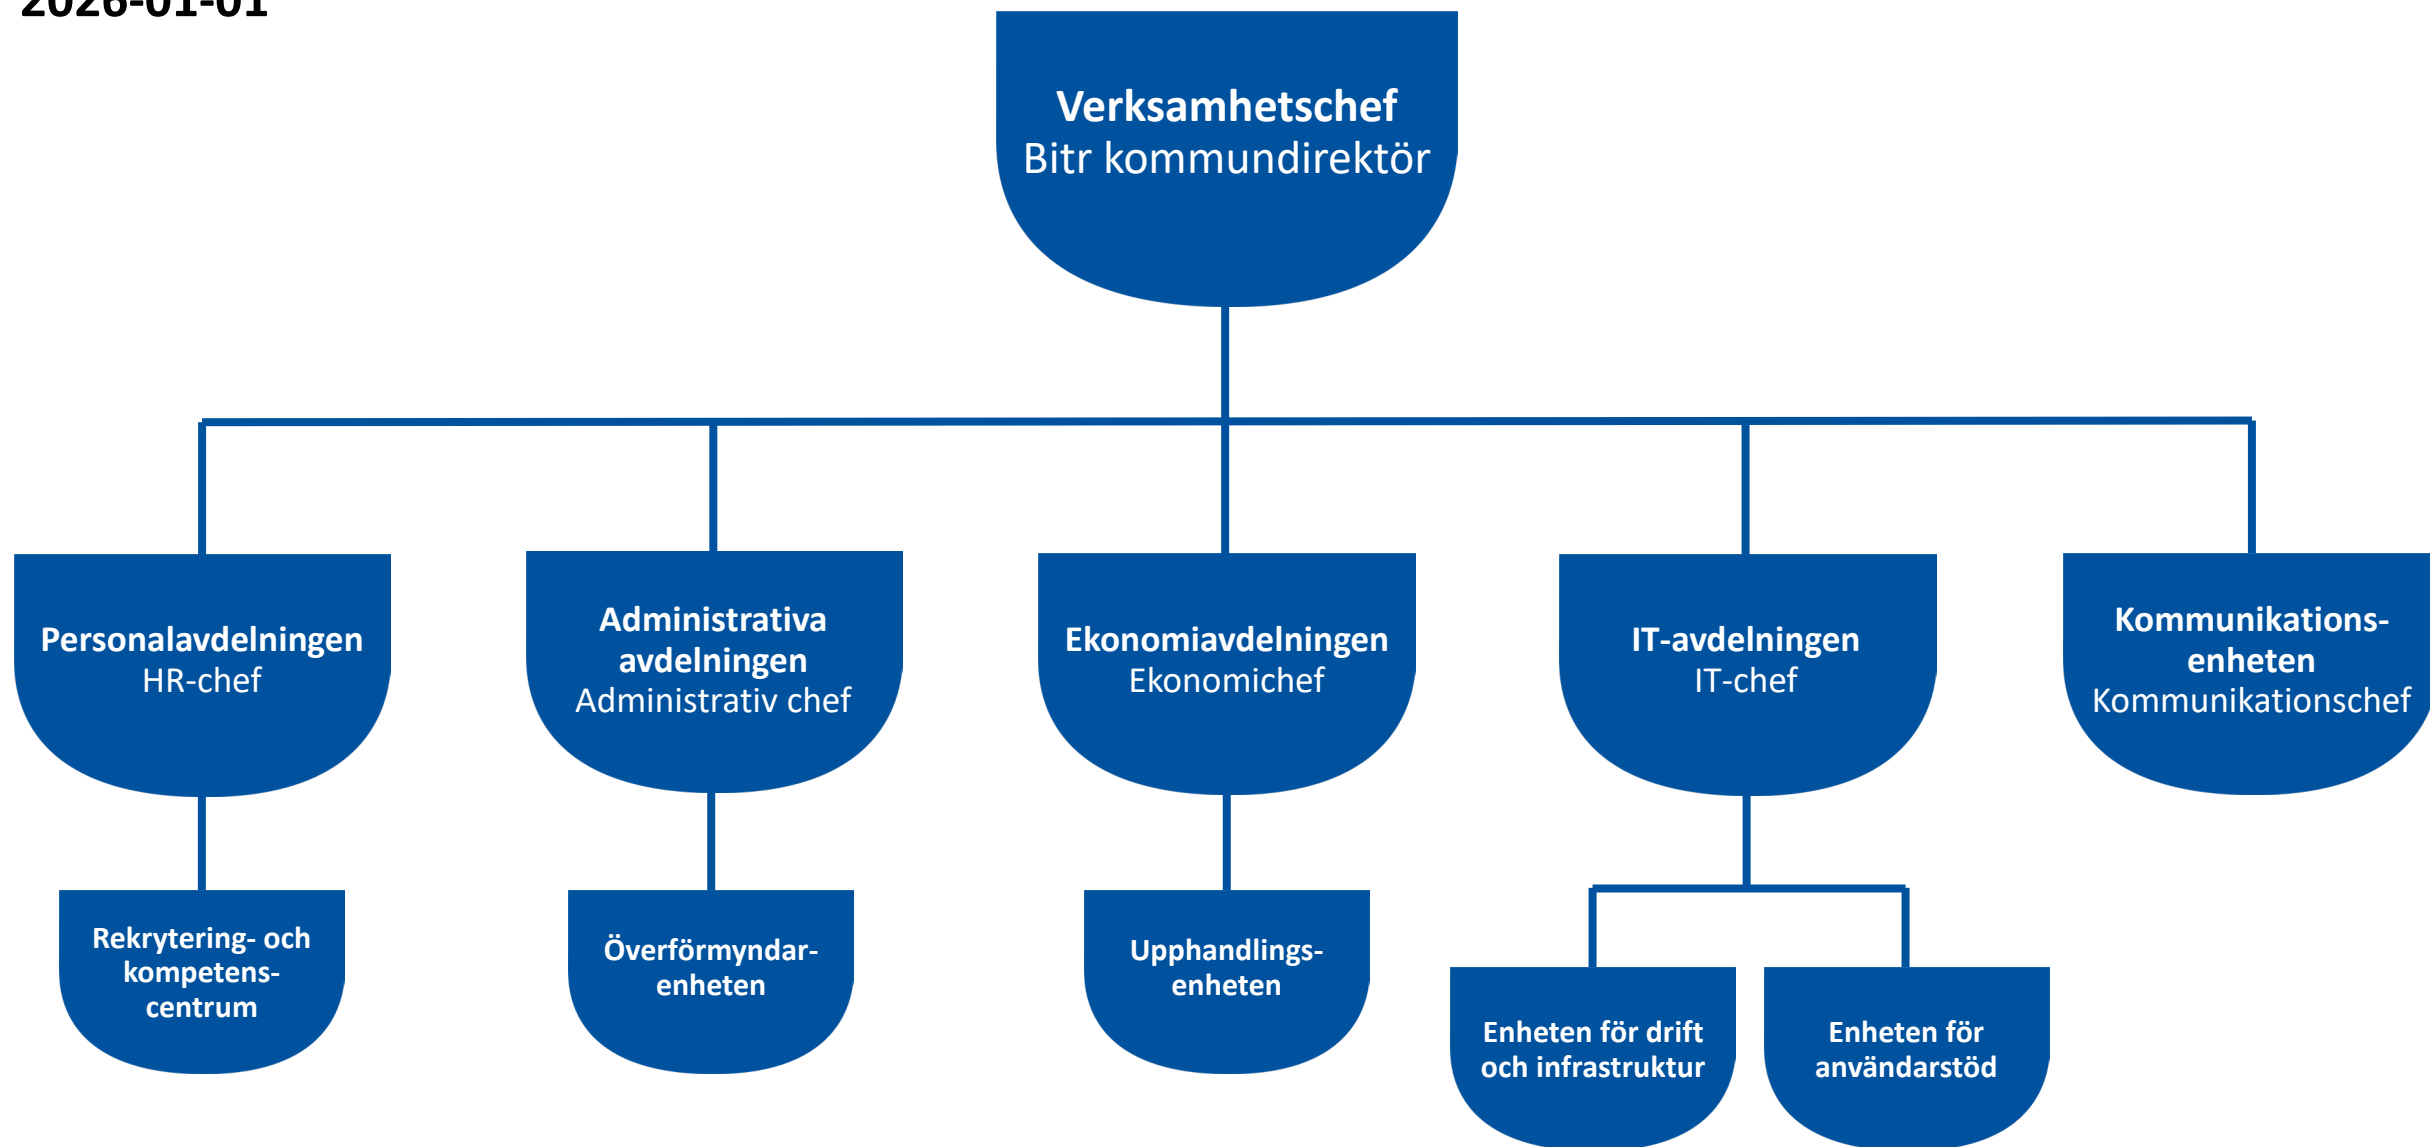 2026-01-01
Verksamhetschef
Bitr kommundirektör
Personalavdelningen
HR-chef
Administrativa
avdelningen
Administrativ chef
Ekonomiavdelningen
Ekonomichef
IT-avdelningen
IT-chef
Kommunikations-
enheten
Kommunikationschef
Rekrytering- och
kompetens-
centrum
Överförmyndar-
enheten
Upphandlings-
enheten
Enheten för drift
och infrastruktur
Enheten för
användarstöd